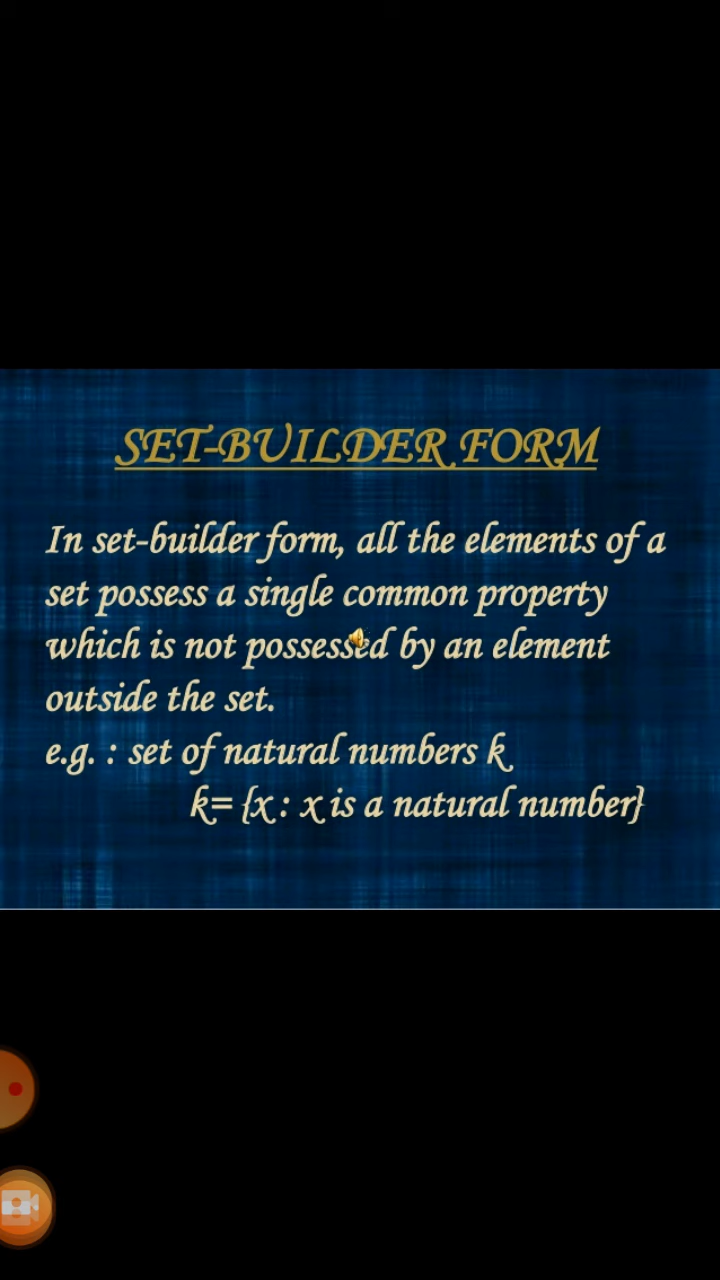 SET-BUILDER FORM
In set-builder form, all the elements of a
set possess a single common property
which is not possessed by an element
outside the set.
e.g. : set of natural numbers k
k= {x : x is a natural number}